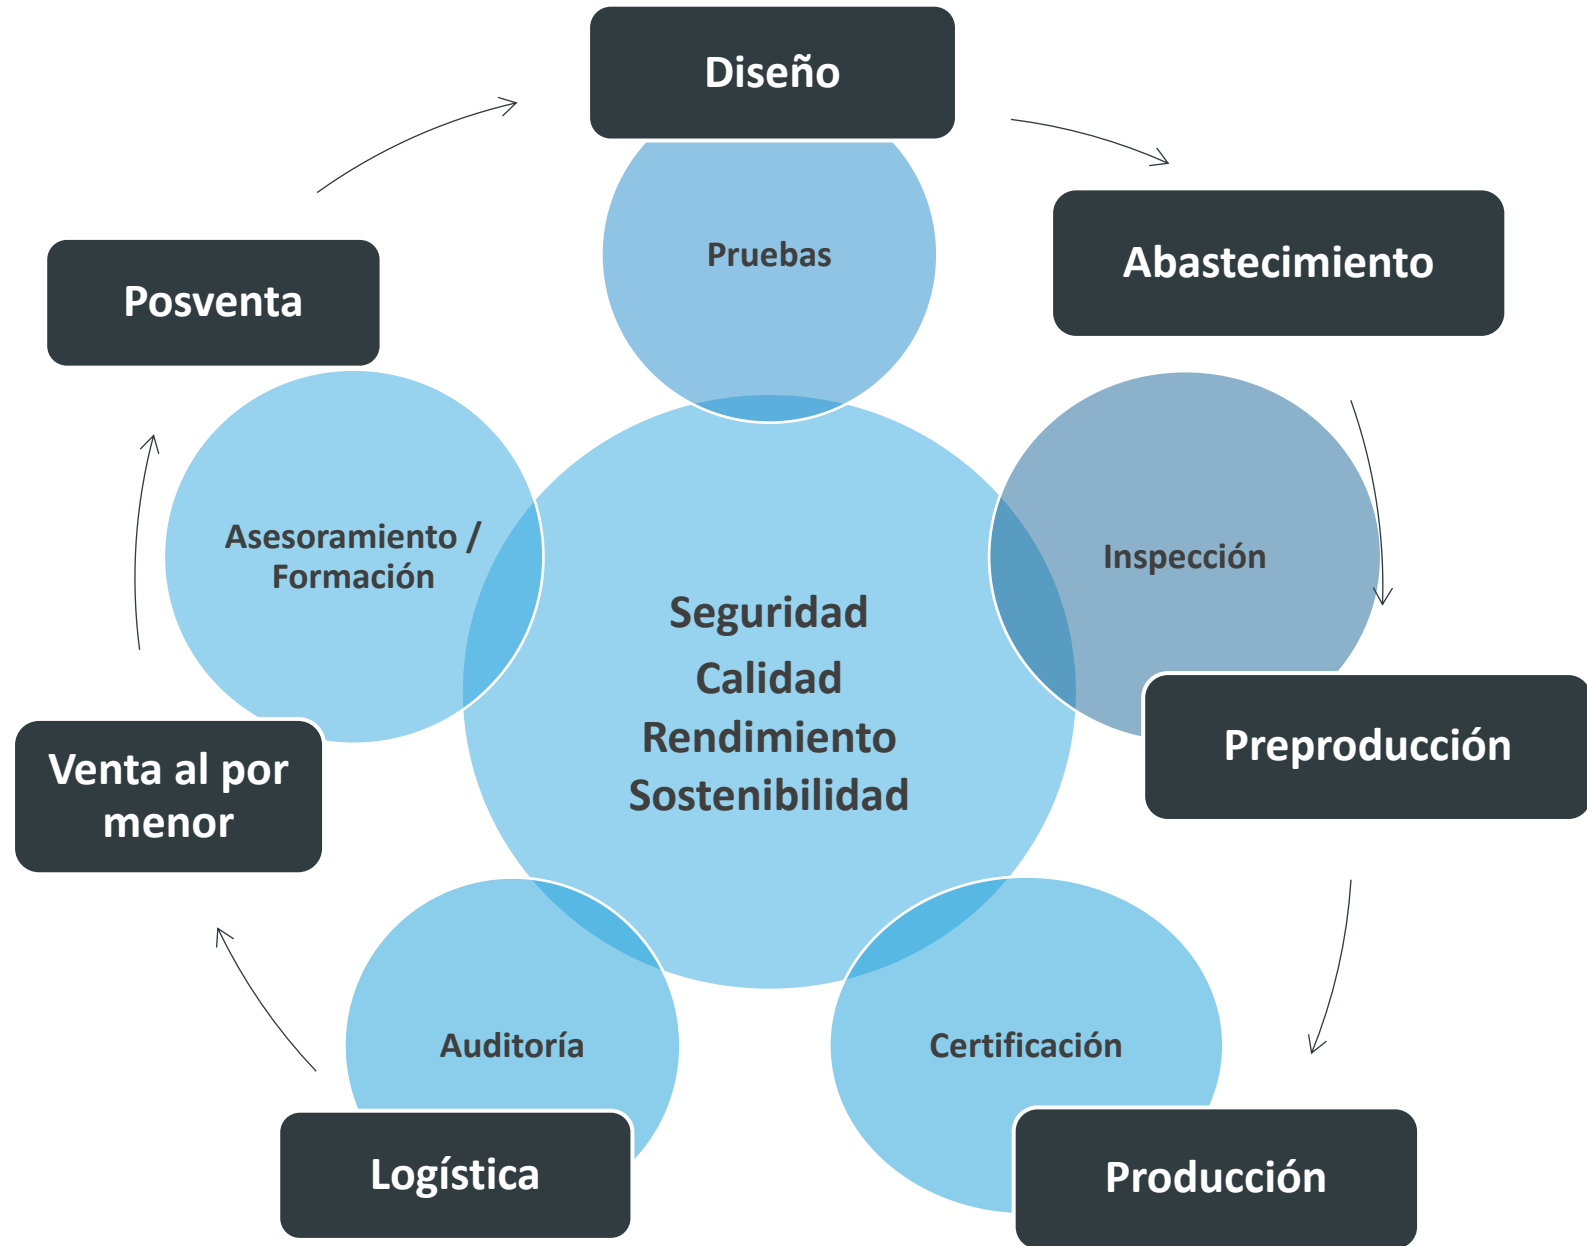 Diseño
Pruebas
Abastecimiento
Posventa
Asesoramiento /
Formación
Inspección
Seguridad
Calidad
Rendimiento
Sostenibilidad
Preproducción
Venta al por
menor
Auditoría
Certificación
Logística
Producción